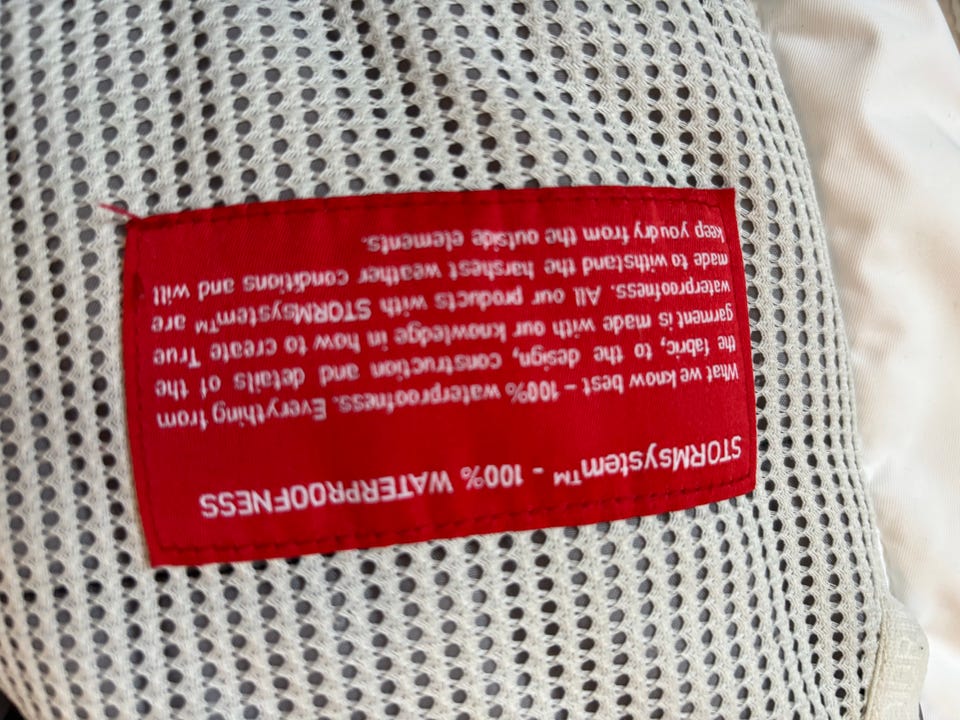 STORMsystem™ - 100% WATERPROOFNESS
What we know best – 100% waterproofness. Everything from
the fabric, to the design, construction and details of the
garment is made with our knowledge in how to create True
waterproofness. All our products with STORMsystem™ are
made to withstand the harshest weather conditions and will
keep you dry from the outside elements.